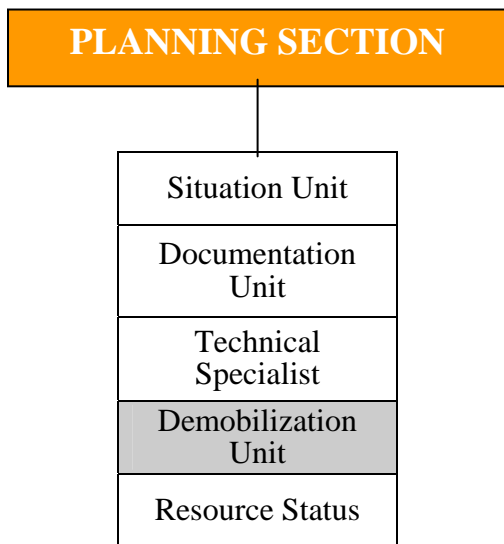 PLANNING SECTION
Situation Unit
Documentation
Unit
Technical
Specialist
Demobilization
Unit
Resource Status